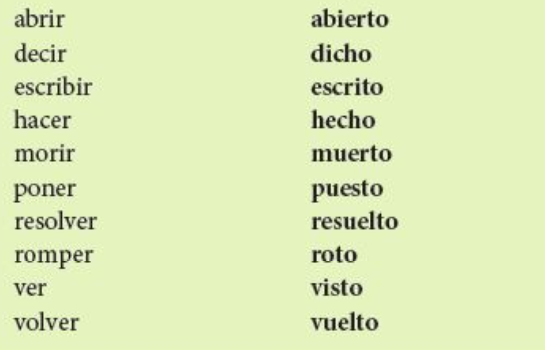 abrir abierto
decir dicho
escribir escrito
hacer hecho
morir muerto
poner puesto
resolver resuelto
romper roto
ver visto
volver vuelto